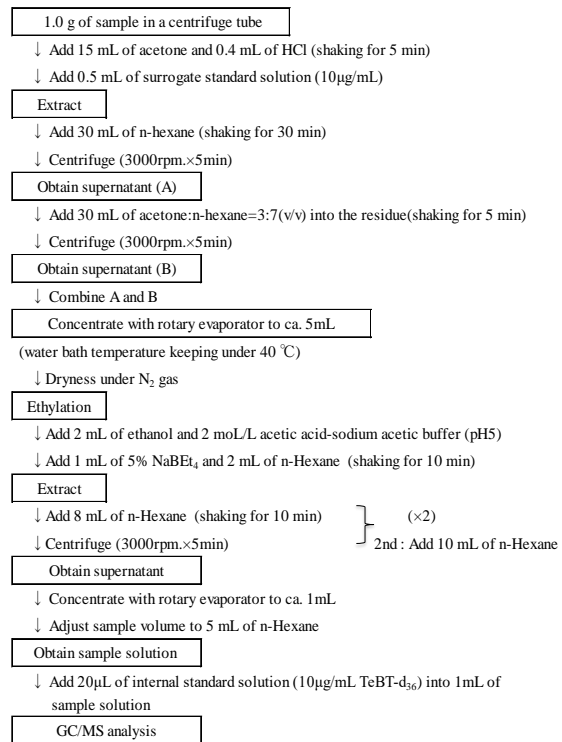 1.0 g of sample in a centrifuge tube
↓ Add 15 mL of acetone and 0.4 mL of HCl (shaking for 5 min)
↓ Add 0.5 mL of surrogate standard solution (10μg/mL)
Extract
↓ Add 30 mL of n-hexane (shaking for 30 min)
↓ Centrifuge (3000rpm.×5min)
Obtain supernatant (A)
↓ Add 30 mL of acetone:n-hexane=3:7(v/v) into the residue(shaking for 5 min)
↓ Centrifuge (3000rpm.×5min)
Obtain supernatant (B)
↓ Combine A and B
Concentrate with rotary evaporator to ca. 5mL
(water bath temperature keeping under 40 ℃)
↓ Dryness under N₂ gas
Ethylation
↓ Add 2 mL of ethanol and 2 moL/L acetic acid-sodium acetic buffer (pH5)
↓ Add 1 mL of 5% NaBEt₄ and 2 mL of n-Hexane (shaking for 10 min)
Extract
↓ Add 8 mL of n-Hexane (shaking for 10 min) (×2)
↓ Centrifuge (3000rpm.×5min) 2nd : Add 10 mL of n-Hexane
Obtain supernatant
↓ Concentrate with rotary evaporator to ca. 1mL
↓ Adjust sample volume to 5 mL of n-Hexane
Obtain sample solution
↓ Add 20μL of internal standard solution (10μg/mL TeBT-d₃₆) into 1mL of
sample solution
GC/MS analysis